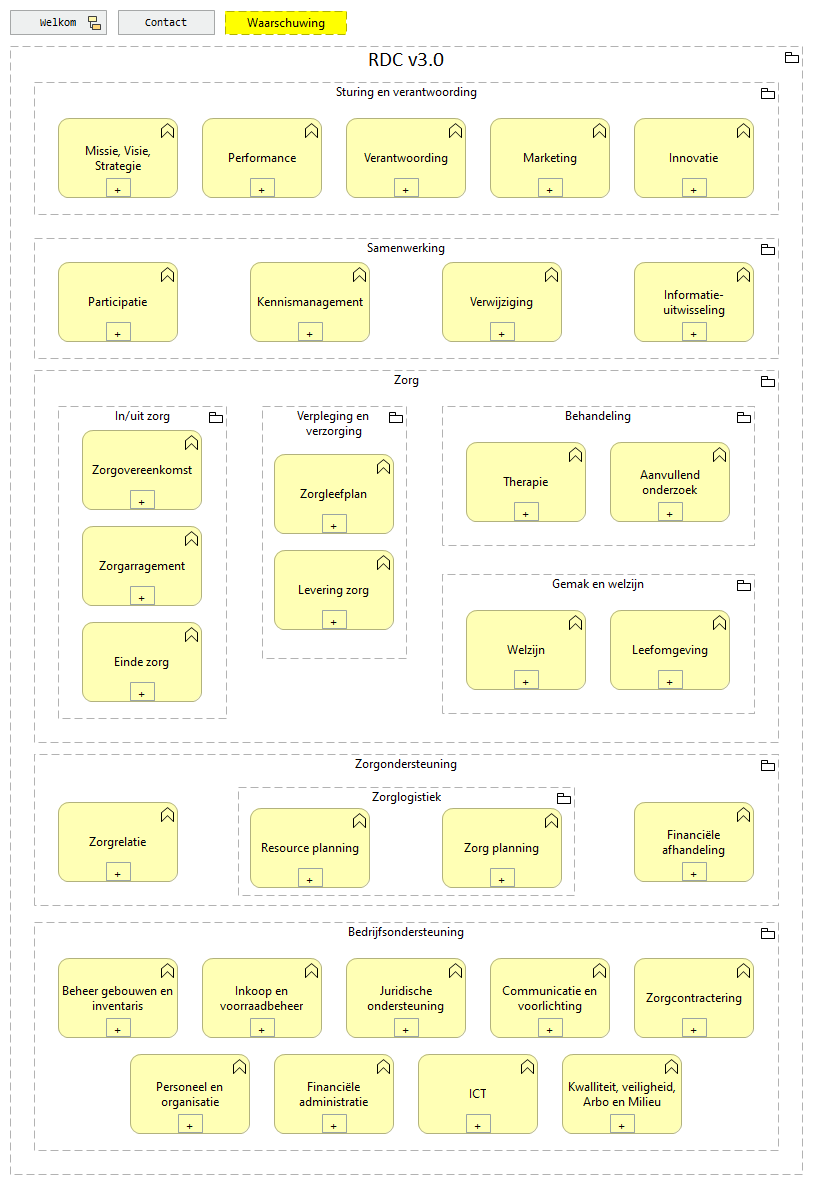 Welkom
Contact
Waarschuwing
RDC v3.0
Sturing en verantwoording
Missie, Visie,
Strategie
+
Performance
+
Verantwoording
+
Marketing
+
Innovatie
+
Samenwerking
Participatie
+
Kennismanagement
+
Verwijziging
+
Informatie-
uitwisseling
+
Zorg
In/uit zorg
Zorgovereenkomst
+
Zorgarragement
+
Einde zorg
+
Verpleging en
verzorging
Zorgleefplan
+
Levering zorg
+
Behandeling
Therapie
+
Aanvullend
onderzoek
+
Gemak en welzijn
Welzijn
+
Leefomgeving
+
Zorgondersteuning
Zorgrelatie
+
Zorglogistiek
Resource planning
+
Zorg planning
+
Financiële
afhandeling
+
Bedrijfsondersteuning
Beheer gebouwen en
inventaris
+
Inkoop en
voorraadbeheer
+
Juridische
ondersteuning
+
Communicatie en
voorlichting
+
Zorgcontractering
+
Personeel en
organisatie
+
Financiële
administratie
+
ICT
+
Kwalliteit, veiligheid,
Arbo en Milieu
+